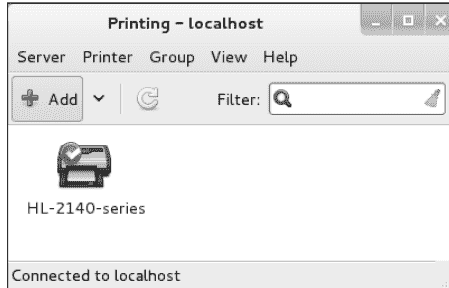 Printing – localhost
Server Printer Group View Help
Add Filter:
HL-2140-series
Connected to localhost